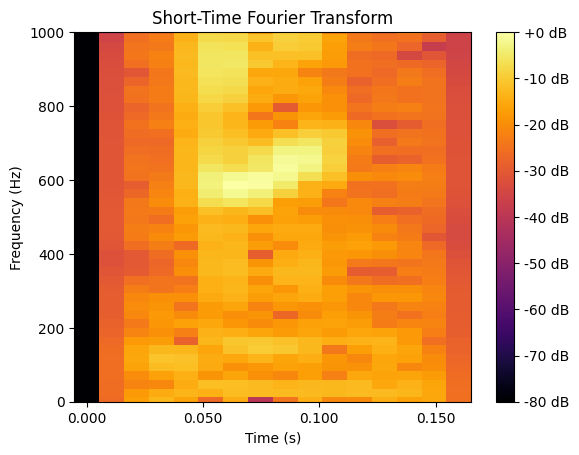 Short-Time Fourier Transform
1000
800
600
400
200
0
Frequency (Hz)
0.000
0.050
0.100
0.150
Time (s)
+0 dB
-10 dB
-20 dB
-30 dB
-40 dB
-50 dB
-60 dB
-70 dB
-80 dB